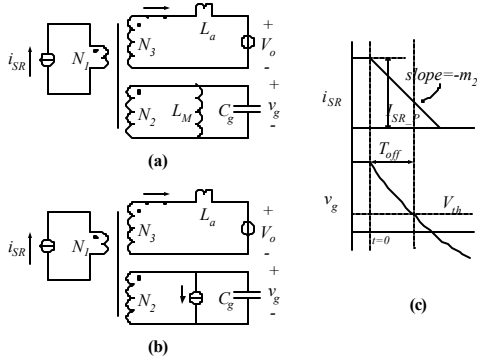 i_SR
N_1
N_3
L_a
+
V_o
-
N_2
L_M
C_g
+
v_g
-
(a)
i_SR
N_1
N_3
L_a
+
V_o
-
N_2
C_g
+
v_g
-
(b)
i_SR
slope=-m_2
I_SR_P
T_off
v_g
V_th
t=0
(c)